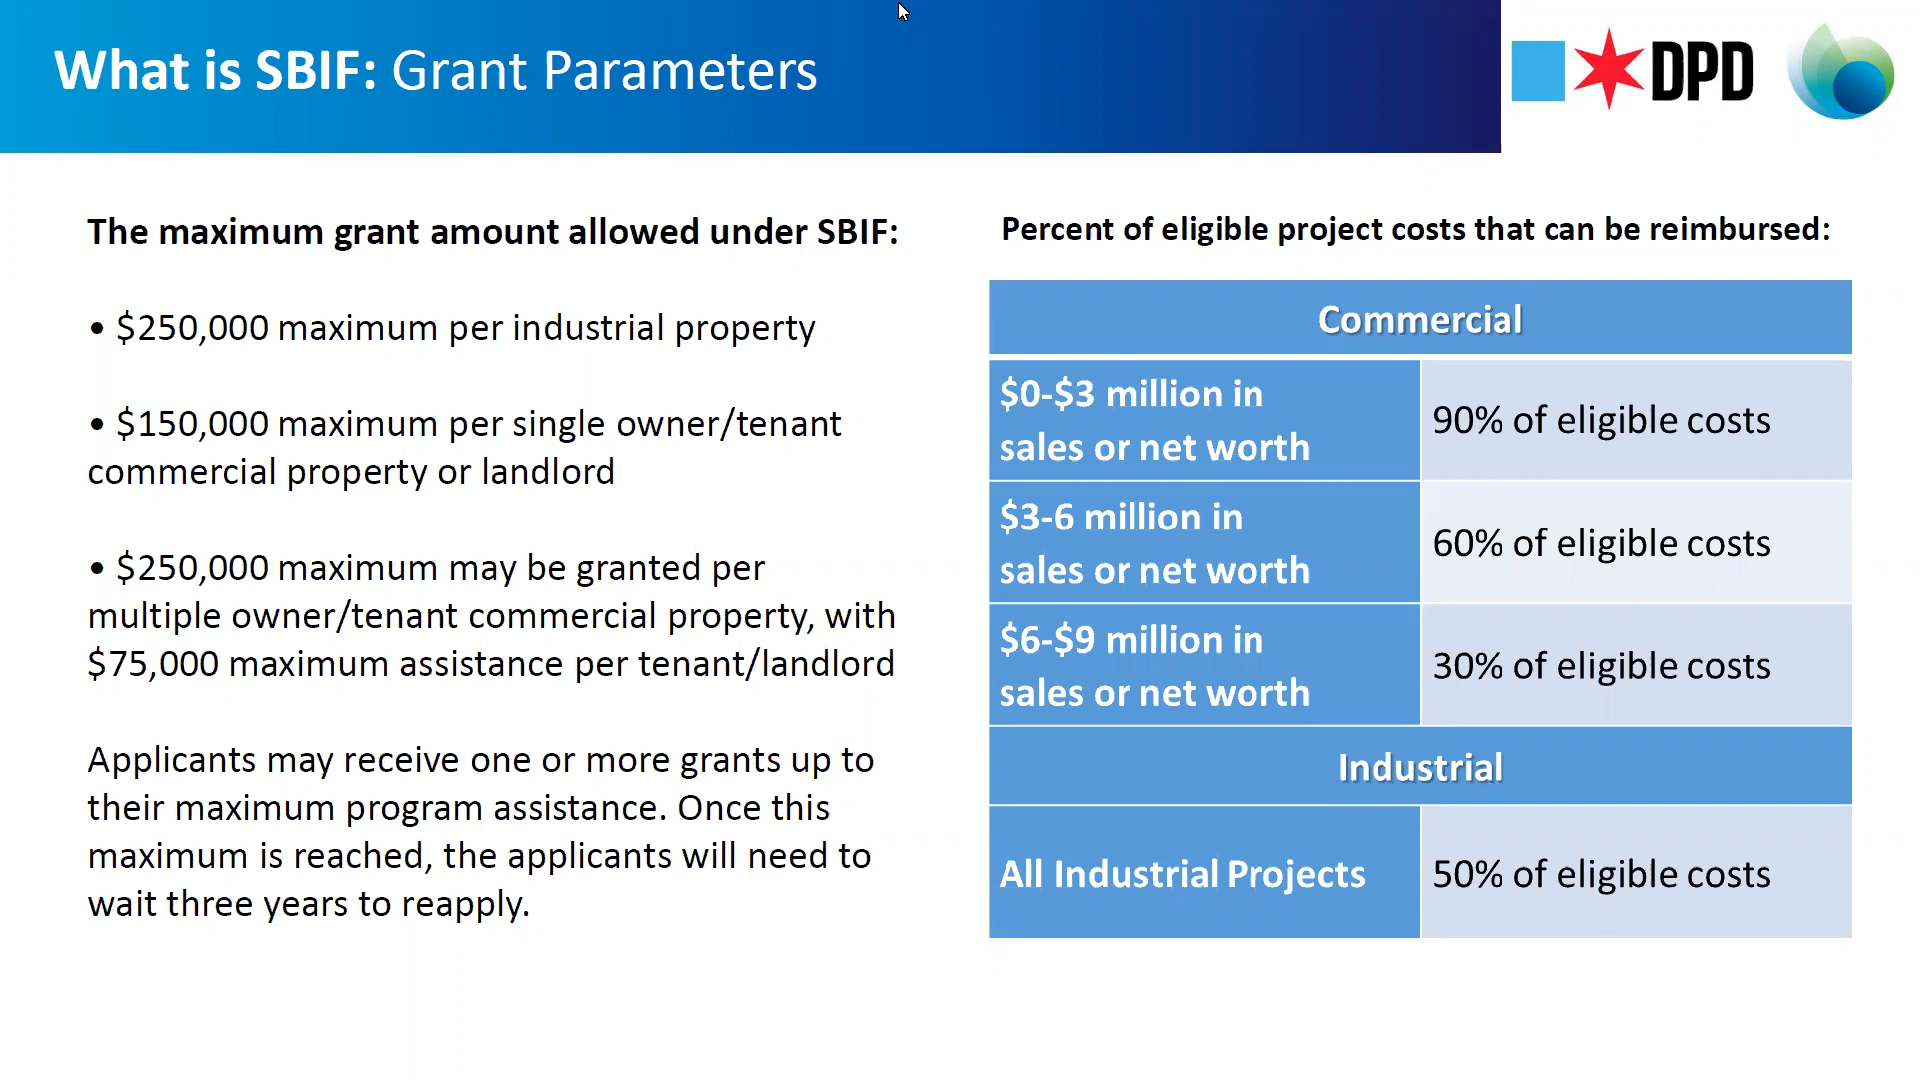 What is SBIF: Grant Parameters
DPD
The maximum grant amount allowed under SBIF:
• $250,000 maximum per industrial property
• $150,000 maximum per single owner/tenant
commercial property or landlord
• $250,000 maximum may be granted per
multiple owner/tenant commercial property, with
$75,000 maximum assistance per tenant/landlord
Applicants may receive one or more grants up to
their maximum program assistance. Once this
maximum is reached, the applicants will need to
wait three years to reapply.
Percent of eligible project costs that can be reimbursed:
Commercial
$0-$3 million in
sales or net worth
90% of eligible costs
$3-6 million in
sales or net worth
60% of eligible costs
$6-$9 million in
sales or net worth
30% of eligible costs
Industrial
All Industrial Projects
50% of eligible costs